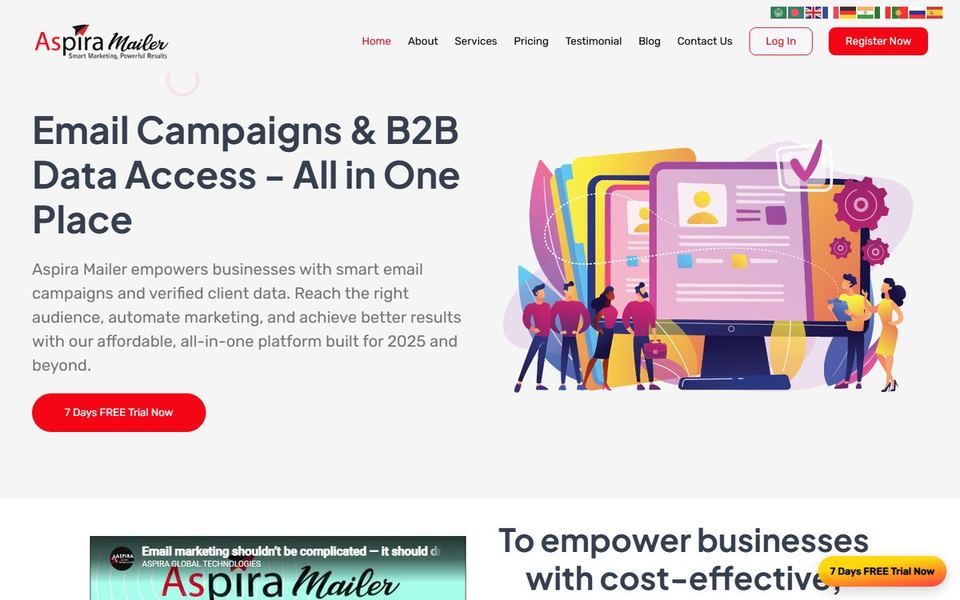 Aspira Mailer
Smart Marketing, Powerful Results
Home About Services Pricing Testimonial Blog Contact Us Log In Register Now
Email Campaigns & B2B
Data Access – All in One
Place
Aspira Mailer empowers businesses with smart email
campaigns and verified client data. Reach the right
audience, automate marketing, and achieve better results
with our affordable, all-in-one platform built for 2025 and
beyond.
7 Days FREE Trial Now
Email marketing shouldn't be complicated — it should
ASPIRA GLOBAL TECHNOLOGIES
Aspira Mailer
To empower businesses
with cost-effective,
7 Days FREE Trial Now